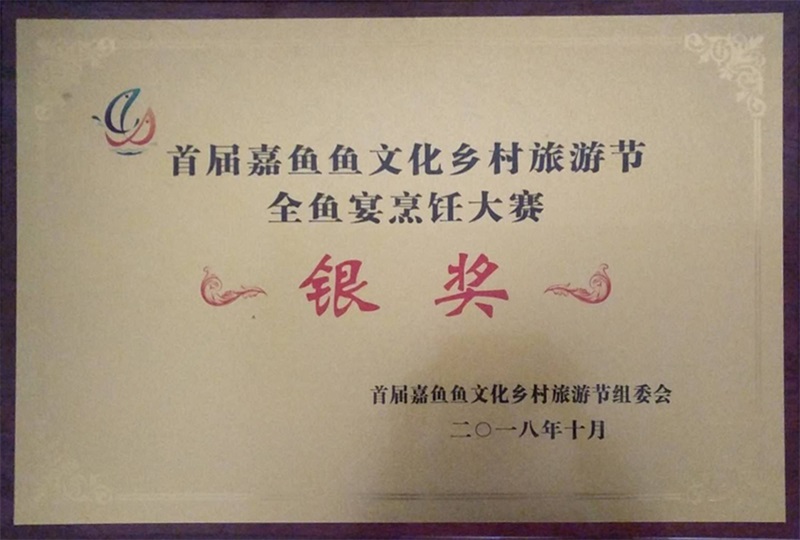 首届嘉鱼鱼文化乡村旅游节
全鱼宴烹饪大赛
银奖
首届嘉鱼鱼文化乡村旅游节组委会
二〇一八年十月